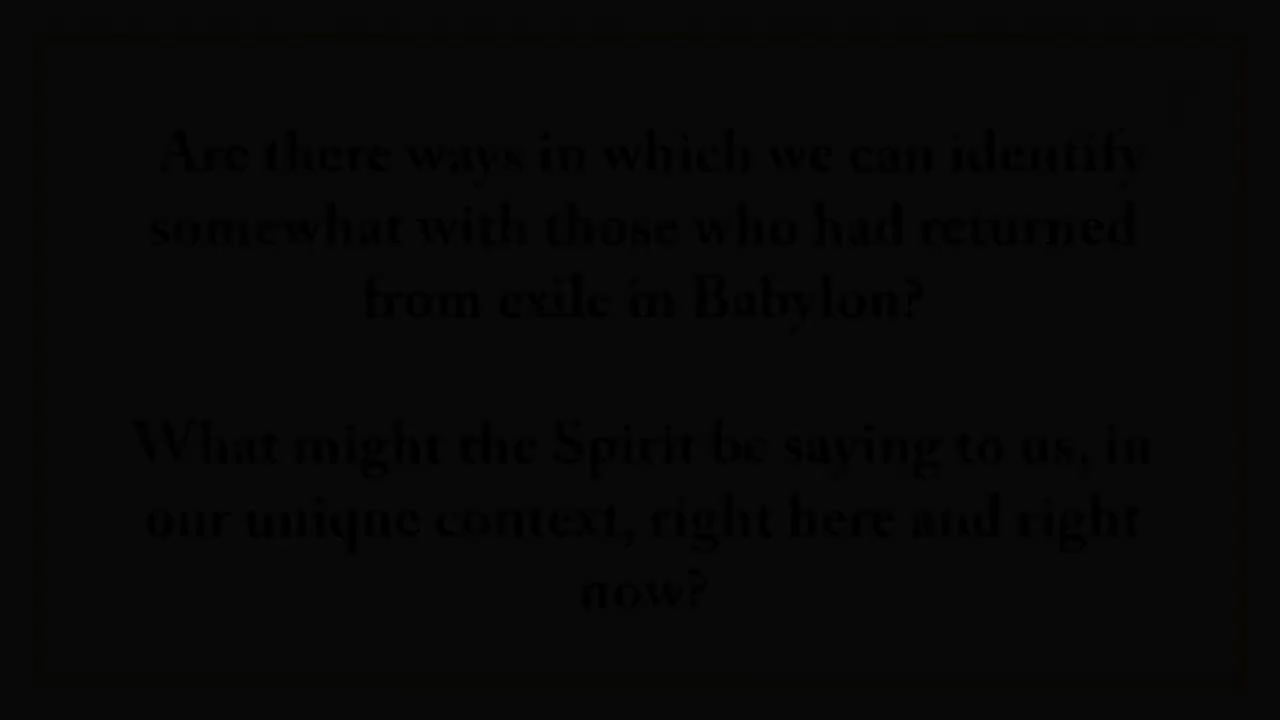 Are there ways in which we can identify
somewhat with those who had returned
from exile in Babylon?
What might the Spirit be saying to us, in
our unique context, right here and right
now?